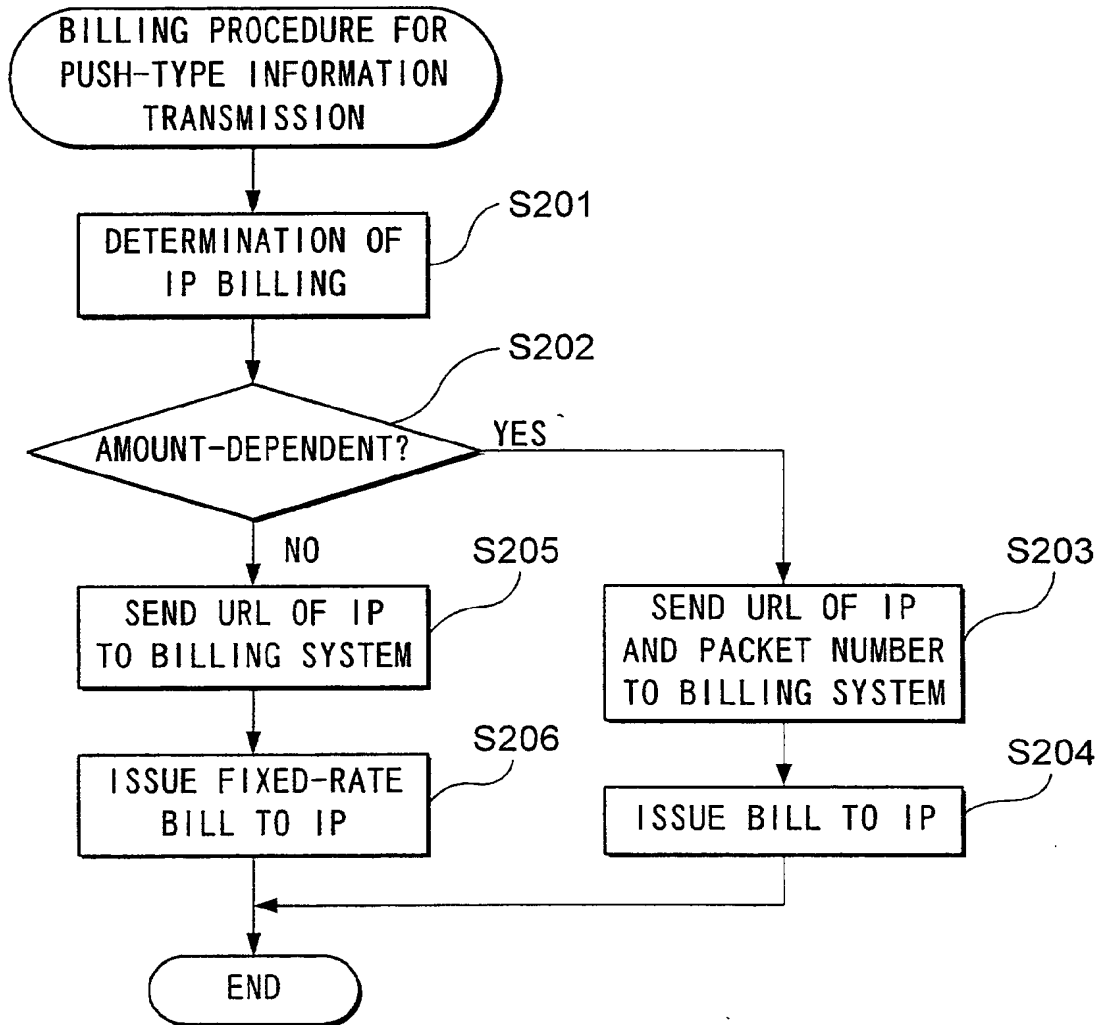 BILLING PROCEDURE FOR
PUSH-TYPE INFORMATION
TRANSMISSION
S201
DETERMINATION OF
IP BILLING
S202
AMOUNT-DEPENDENT?
YES
NO
S205
SEND URL OF IP
TO BILLING SYSTEM
S203
SEND URL OF IP
AND PACKET NUMBER
TO BILLING SYSTEM
S206
ISSUE FIXED-RATE
BILL TO IP
S204
ISSUE BILL TO IP
END